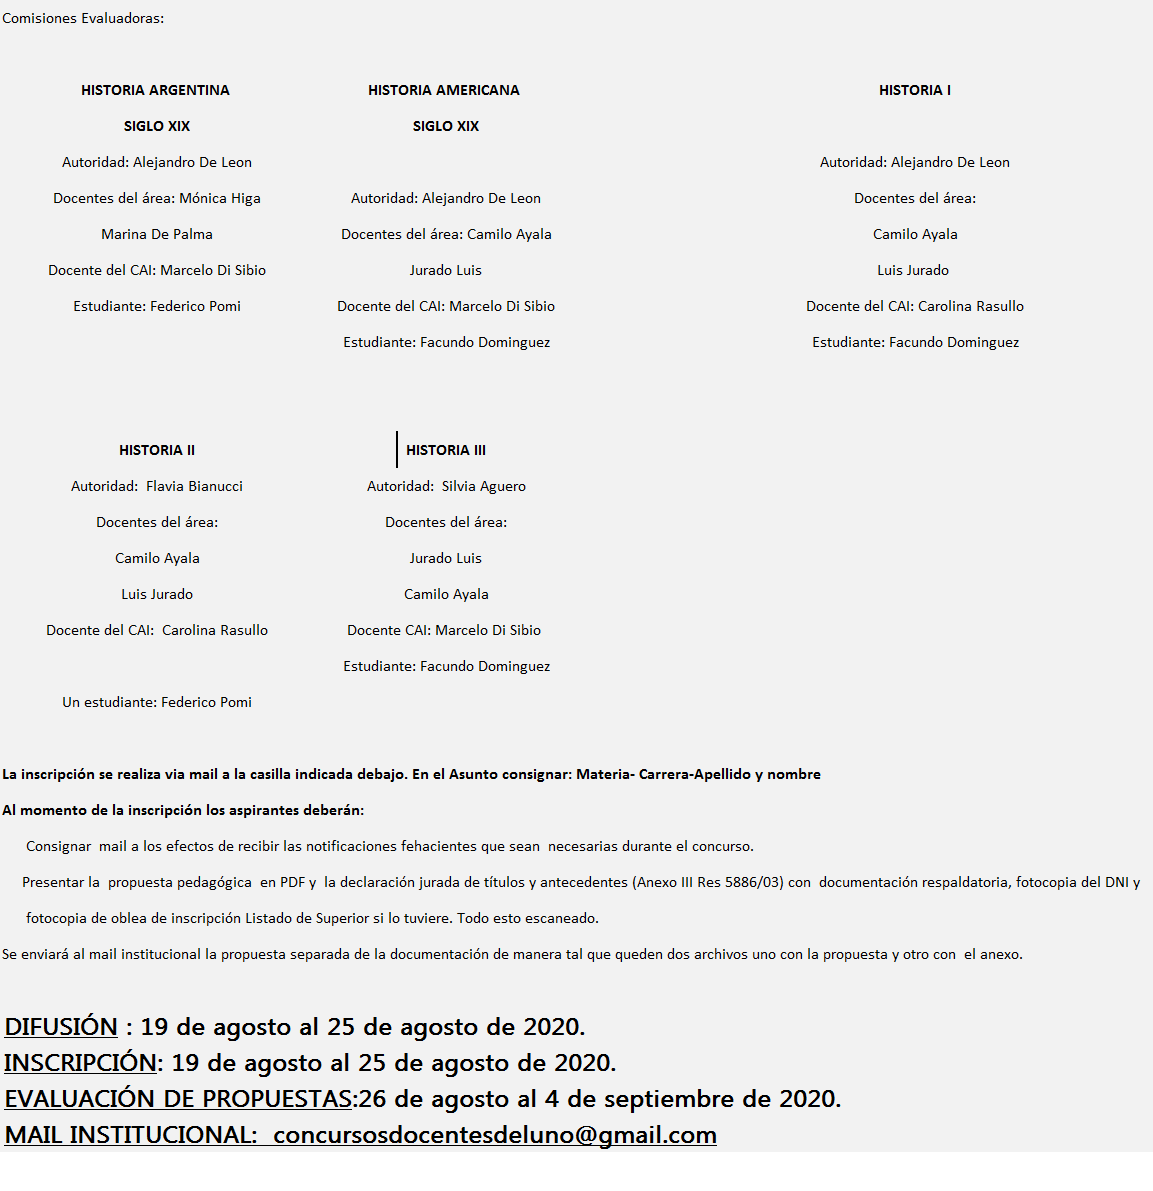 Comisiones Evaluadoras:
HISTORIA ARGENTINA
SIGLO XIX
Autoridad: Alejandro De Leon
Docentes del área: Mónica Higa
Marina De Palma
Docente del CAI: Marcelo Di Sibio
Estudiante: Federico Pomi
HISTORIA AMERICANA
SIGLO XIX
Autoridad: Alejandro De Leon
Docentes del área: Camilo Ayala
Jurado Luis
Docente del CAI: Marcelo Di Sibio
Estudiante: Facundo Dominguez
HISTORIA I
Autoridad: Alejandro De Leon
Docentes del área:
Camilo Ayala
Luis Jurado
Docente del CAI: Carolina Rasullo
Estudiante: Facundo Dominguez
HISTORIA II
Autoridad:  Flavia Bianucci
Docentes del área:
Camilo Ayala
Luis Jurado
Docente del CAI:  Carolina Rasullo
Un estudiante: Federico Pomi
HISTORIA III
Autoridad:  Silvia Aguero
Docentes del área:
Jurado Luis
Camilo Ayala
Docente CAI: Marcelo Di Sibio
Estudiante: Facundo Dominguez
La inscripción se realiza via mail a la casilla indicada debajo. En el Asunto consignar: Materia- Carrera-Apellido y nombre
Al momento de la inscripción los aspirantes deberán:
Consignar  mail a los efectos de recibir las notificaciones fehacientes que sean  necesarias durante el concurso.
Presentar la  propuesta pedagógica  en PDF y  la declaración jurada de títulos y antecedentes (Anexo III Res 5886/03) con  documentación respaldatoria, fotocopia del DNI y
fotocopia de oblea de inscripción Listado de Superior si lo tuviere. Todo esto escaneado.
Se enviará al mail institucional la propuesta separada de la documentación de manera tal que queden dos archivos uno con la propuesta y otro con  el anexo.
DIFUSIÓN : 19 de agosto al 25 de agosto de 2020.
INSCRIPCIÓN: 19 de agosto al 25 de agosto de 2020.
EVALUACIÓN DE PROPUESTAS:26 de agosto al 4 de septiembre de 2020.
MAIL INSTITUCIONAL:  concursosdocentesdeluno@gmail.com